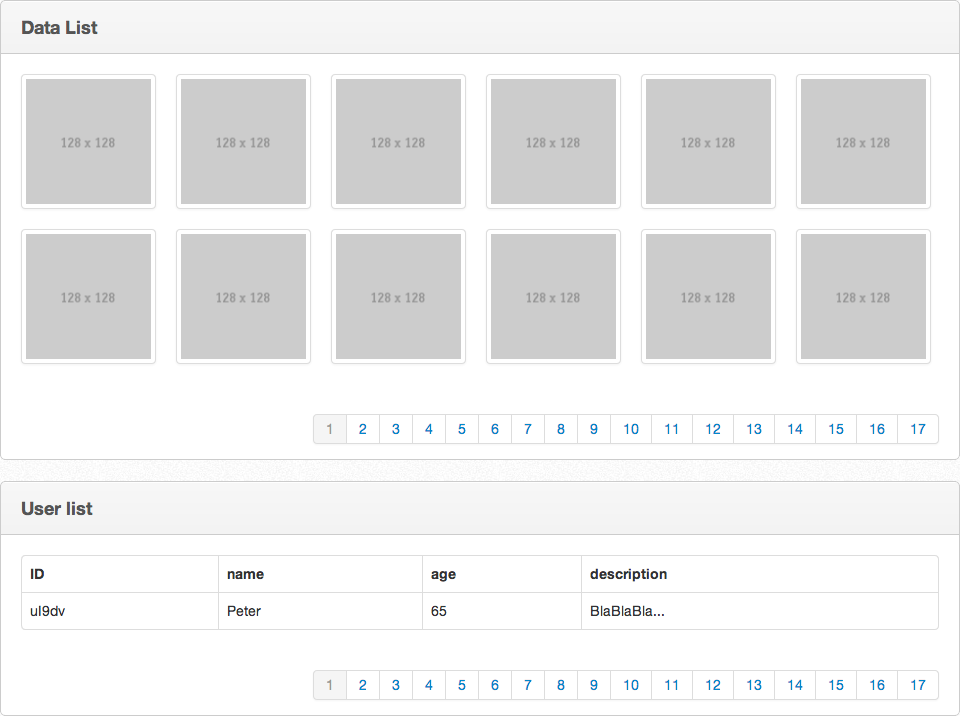 Data List
128 x 128 128 x 128 128 x 128 128 x 128 128 x 128 128 x 128
128 x 128 128 x 128 128 x 128 128 x 128 128 x 128 128 x 128
1 2 3 4 5 6 7 8 9 10 11 12 13 14 15 16 17
User list
ID name age description
uI9dv Peter 65 BlaBlaBla...
1 2 3 4 5 6 7 8 9 10 11 12 13 14 15 16 17